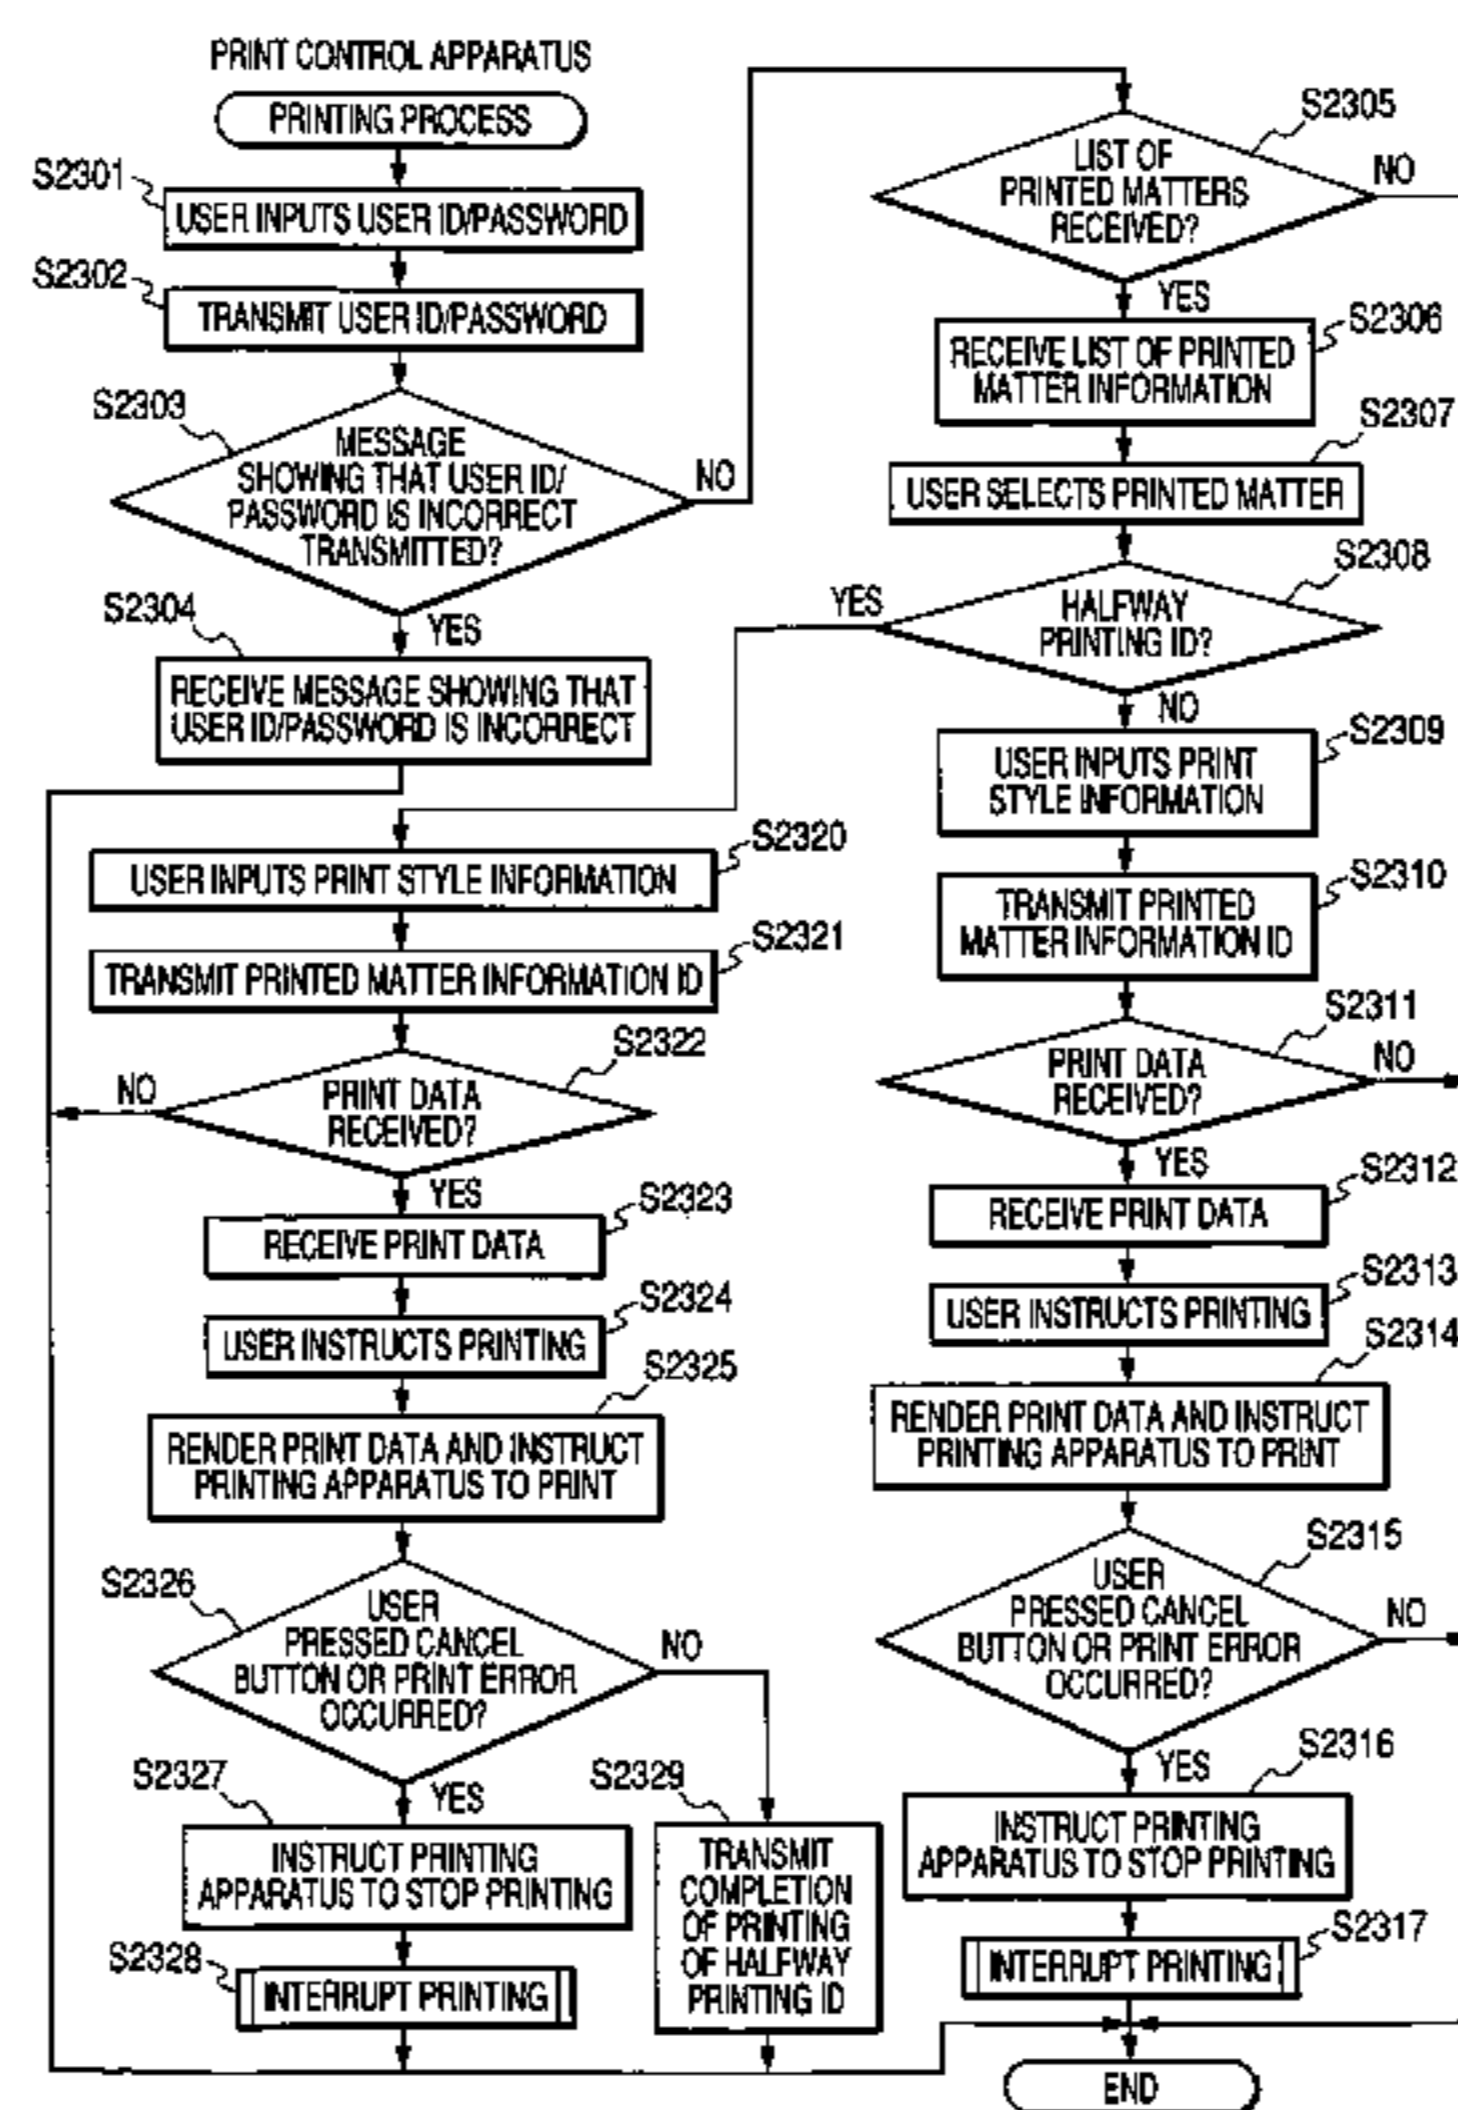 PRINT CONTROL APPARATUS
PRINTING PROCESS
S2301
USER INPUTS USER ID/PASSWORD
S2302
TRANSMIT USER ID/PASSWORD
S2303
MESSAGE
SHOWING THAT USER ID/
PASSWORD IS INCORRECT
TRANSMITTED?
NO
YES
S2304
RECEIVE MESSAGE SHOWING THAT
USER ID/PASSWORD IS INCORRECT
S2320
USER INPUTS PRINT STYLE INFORMATION
S2321
TRANSMIT PRINTED MATTER INFORMATION ID
S2322
PRINT DATA
RECEIVED?
NO
YES
S2323
RECEIVE PRINT DATA
S2324
USER INSTRUCTS PRINTING
S2325
RENDER PRINT DATA AND INSTRUCT
PRINTING APPARATUS TO PRINT
S2326
USER
PRESSED CANCEL
BUTTON OR PRINT ERROR
OCCURRED?
NO
YES
S2327
INSTRUCT PRINTING
APPARATUS TO STOP PRINTING
S2328
INTERRUPT PRINTING
S2329
TRANSMIT
COMPLETION
OF PRINTING
OF HALFWAY
PRINTING ID
S2305
LIST OF
PRINTED MATTERS
RECEIVED?
NO
YES
S2306
RECEIVE LIST OF PRINTED
MATTER INFORMATION
S2307
USER SELECTS PRINTED MATTER
S2308
HALFWAY
PRINTING ID?
YES
NO
S2309
USER INPUTS PRINT
STYLE INFORMATION
S2310
TRANSMIT PRINTED
MATTER INFORMATION ID
S2311
PRINT DATA
RECEIVED?
NO
YES
S2312
RECEIVE PRINT DATA
S2313
USER INSTRUCTS PRINTING
S2314
RENDER PRINT DATA AND INSTRUCT
PRINTING APPARATUS TO PRINT
S2315
USER
PRESSED CANCEL
BUTTON OR PRINT ERROR
OCCURRED?
NO
YES
S2316
INSTRUCT PRINTING
APPARATUS TO STOP PRINTING
S2317
INTERRUPT PRINTING
END